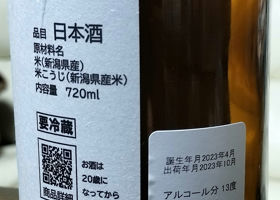 品目 日本酒
原材料名
米(新潟県産)
米こうじ(新潟県産米)
内容量 720ml
要冷蔵
お酒は
20歳に
なってから
商品詳細
誕生年月2023年4月
出荷年月2023年10月
アルコール分 13度